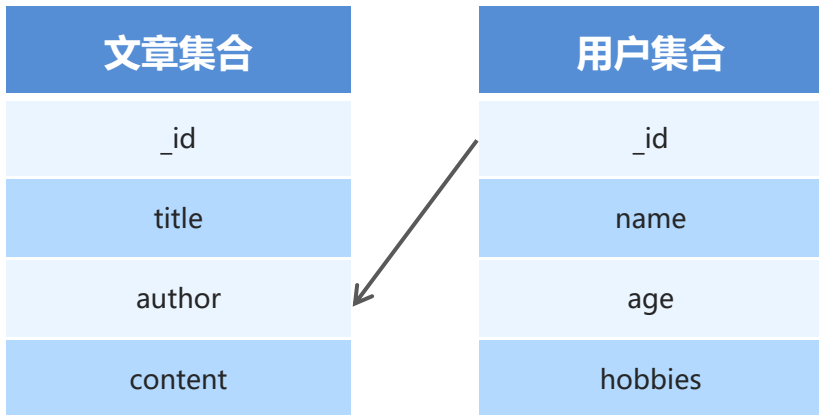 文章集合
_id
title
author
content
用户集合
_id
name
age
hobbies